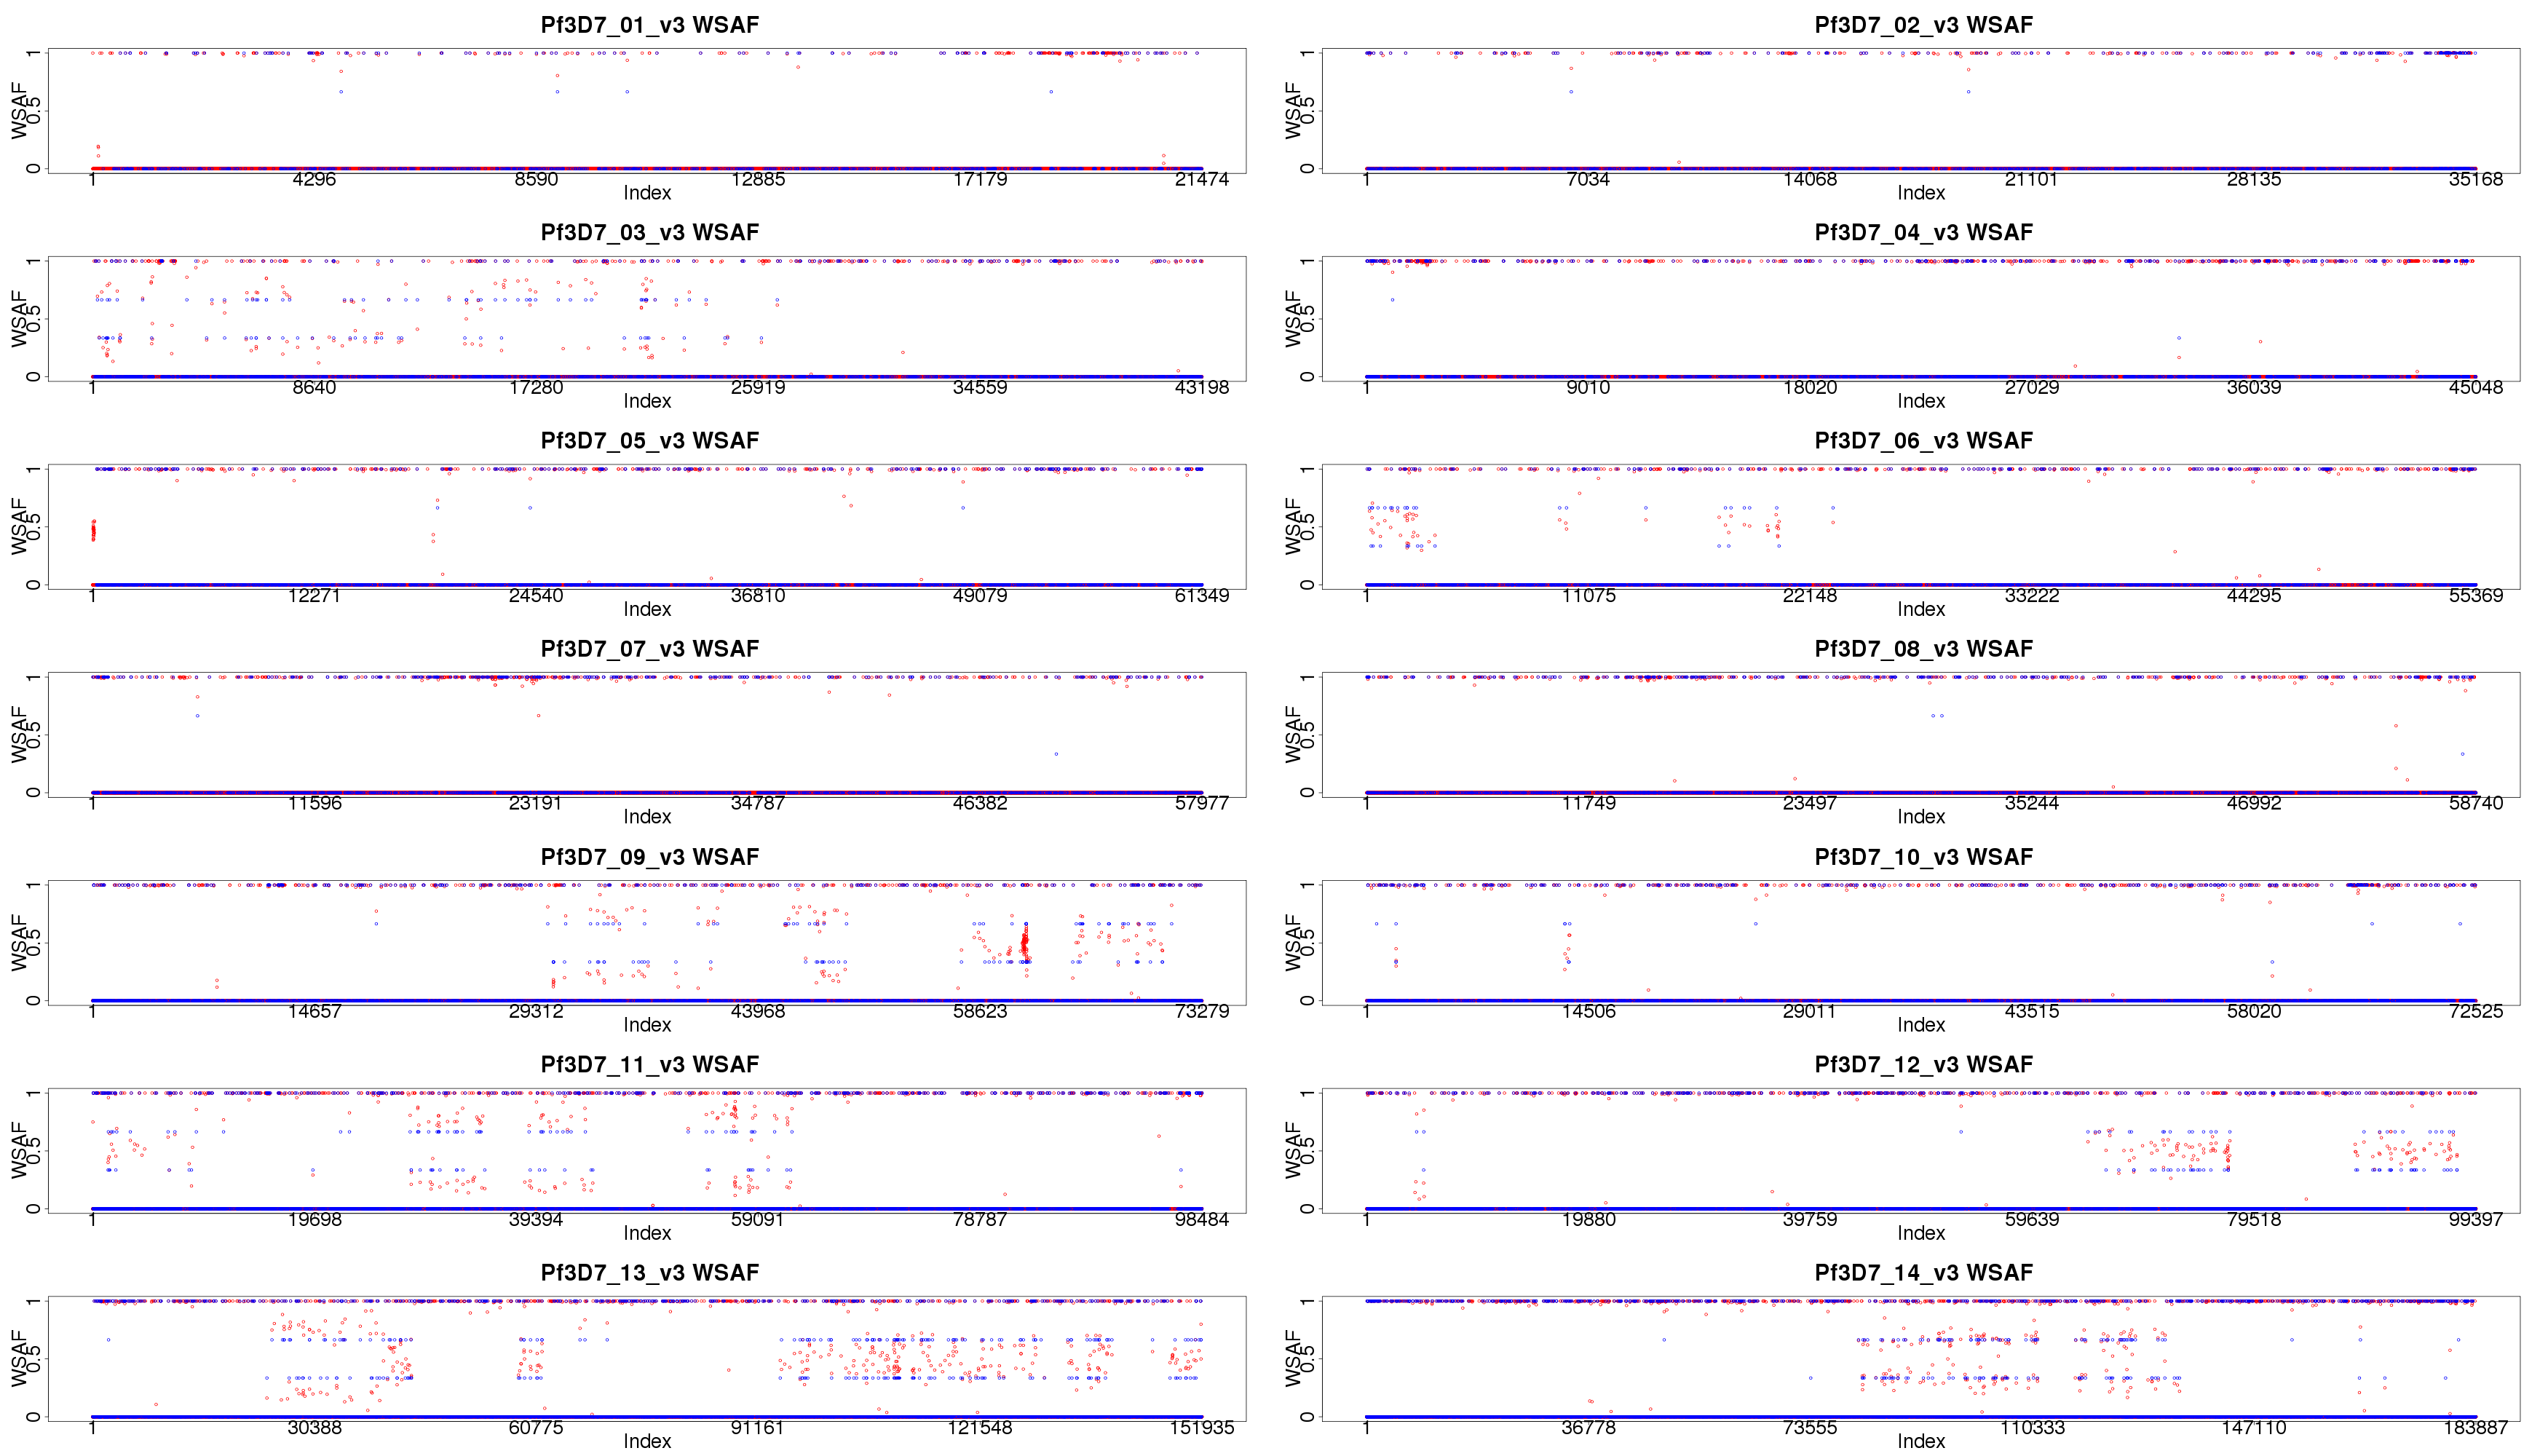 Pf3D7_01_v3 WSAF
WSAF
0 0.5 1
1 4296 8590 12885 17179 21474
Index
Pf3D7_02_v3 WSAF
WSAF
0 0.5 1
1 7034 14068 21101 28135 35168
Index
Pf3D7_03_v3 WSAF
WSAF
0 0.5 1
1 8640 17280 25919 34559 43198
Index
Pf3D7_04_v3 WSAF
WSAF
0 0.5 1
1 9010 18020 27029 36039 45048
Index
Pf3D7_05_v3 WSAF
WSAF
0 0.5 1
1 12271 24540 36810 49079 61349
Index
Pf3D7_06_v3 WSAF
WSAF
0 0.5 1
1 11075 22148 33222 44295 55369
Index
Pf3D7_07_v3 WSAF
WSAF
0 0.5 1
1 11596 23191 34787 46382 57977
Index
Pf3D7_08_v3 WSAF
WSAF
0 0.5 1
1 11749 23497 35244 46992 58740
Index
Pf3D7_09_v3 WSAF
WSAF
0 0.5 1
1 14657 29312 43968 58623 73279
Index
Pf3D7_10_v3 WSAF
WSAF
0 0.5 1
1 14506 29011 43515 58020 72525
Index
Pf3D7_11_v3 WSAF
WSAF
0 0.5 1
1 19698 39394 59091 78787 98484
Index
Pf3D7_12_v3 WSAF
WSAF
0 0.5 1
1 19880 39759 59639 79518 99397
Index
Pf3D7_13_v3 WSAF
WSAF
0 0.5 1
1 30388 60775 91161 121548 151935
Index
Pf3D7_14_v3 WSAF
WSAF
0 0.5 1
1 36778 73555 110333 147110 183887
Index